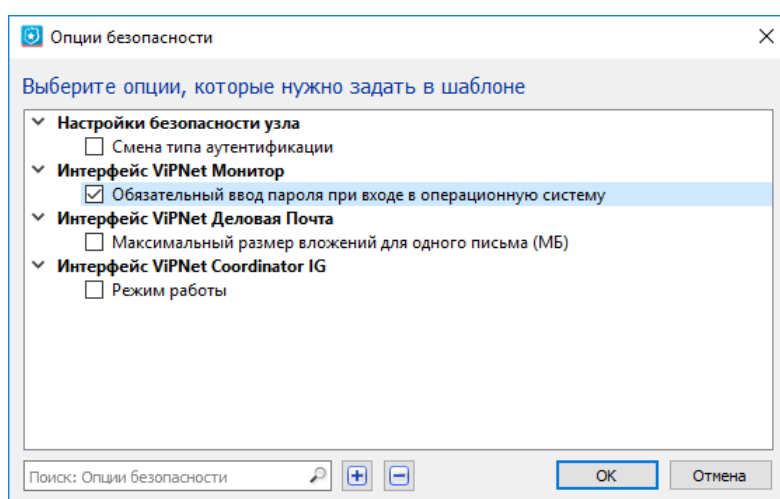 Опции безопасности
Выберите опции, которые нужно задать в шаблоне
Настройки безопасности узла
Смена типа аутентификации
Интерфейс ViPNet Монитор
Обязательный ввод пароля при входе в операционную систему
Интерфейс ViPNet Деловая Почта
Максимальный размер вложений для одного письма (МБ)
Интерфейс ViPNet Coordinator IG
Режим работы
Поиск: Опции безопасности
ОК
Отмена